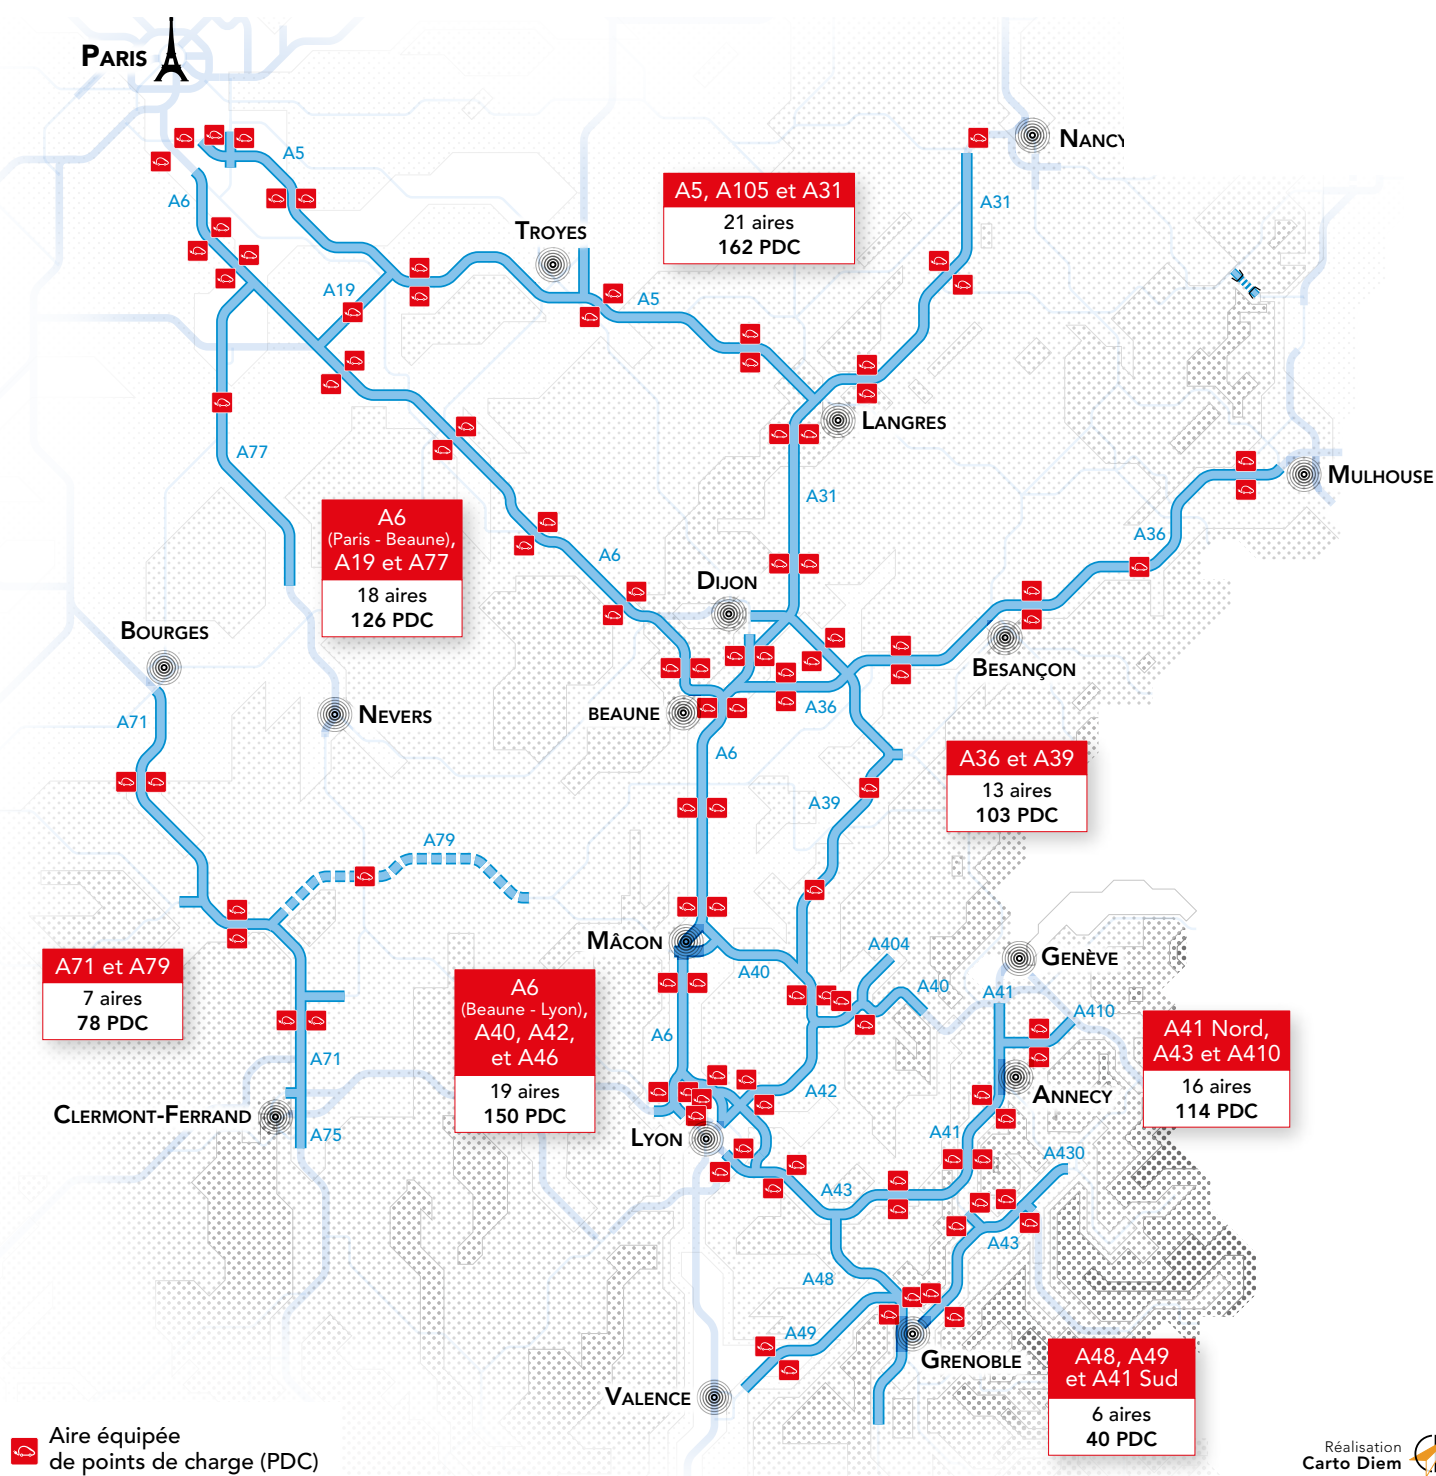 PARIS
NANCY
A5
A6
A5, A105 et A31
21 aires
162 PDC
A31
TROYES
A19
A5
LANGRES
A77
MULHOUSE
A31
A6
(Paris - Beaune),
A19 et A77
18 aires
126 PDC
A36
A6
DIJON
BOURGES
BESANÇON
NEVERS
BEAUNE
A36
A71
A6
A36 et A39
13 aires
103 PDC
A39
A79
MÂCON
A404
GENÈVE
A40
A40
A41
A410
A71 et A79
7 aires
78 PDC
A6
(Beaune - Lyon),
A40, A42,
et A46
19 aires
150 PDC
A6
A41 Nord,
A43 et A410
16 aires
114 PDC
A71
A42
ANNECY
CLERMONT-FERRAND
A75
LYON
A41
A430
A43
A43
A48
A49
GRENOBLE
A48, A49
et A41 Sud
6 aires
40 PDC
VALENCE
Aire équipée
de points de charge (PDC)
Réalisation
Carto Diem